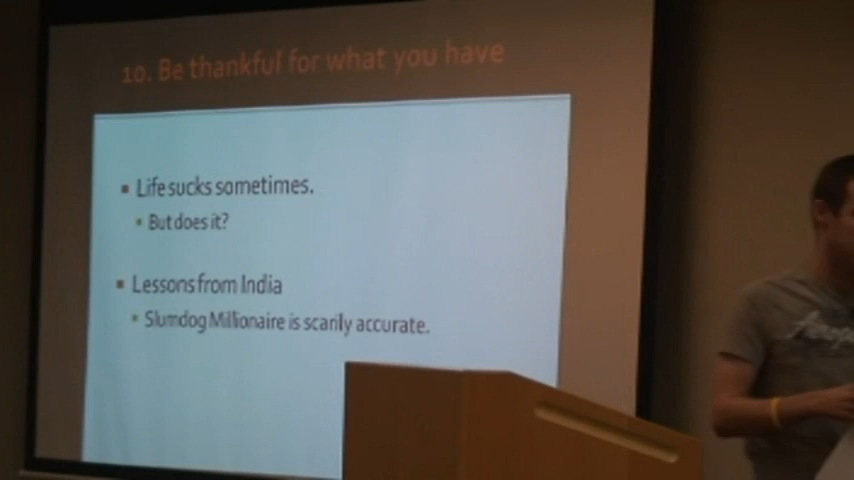 10. Be thankful for what you have
Life sucks sometimes.
But does it?
Lessons from India
Slumdog Millionaire is scarily accurate.